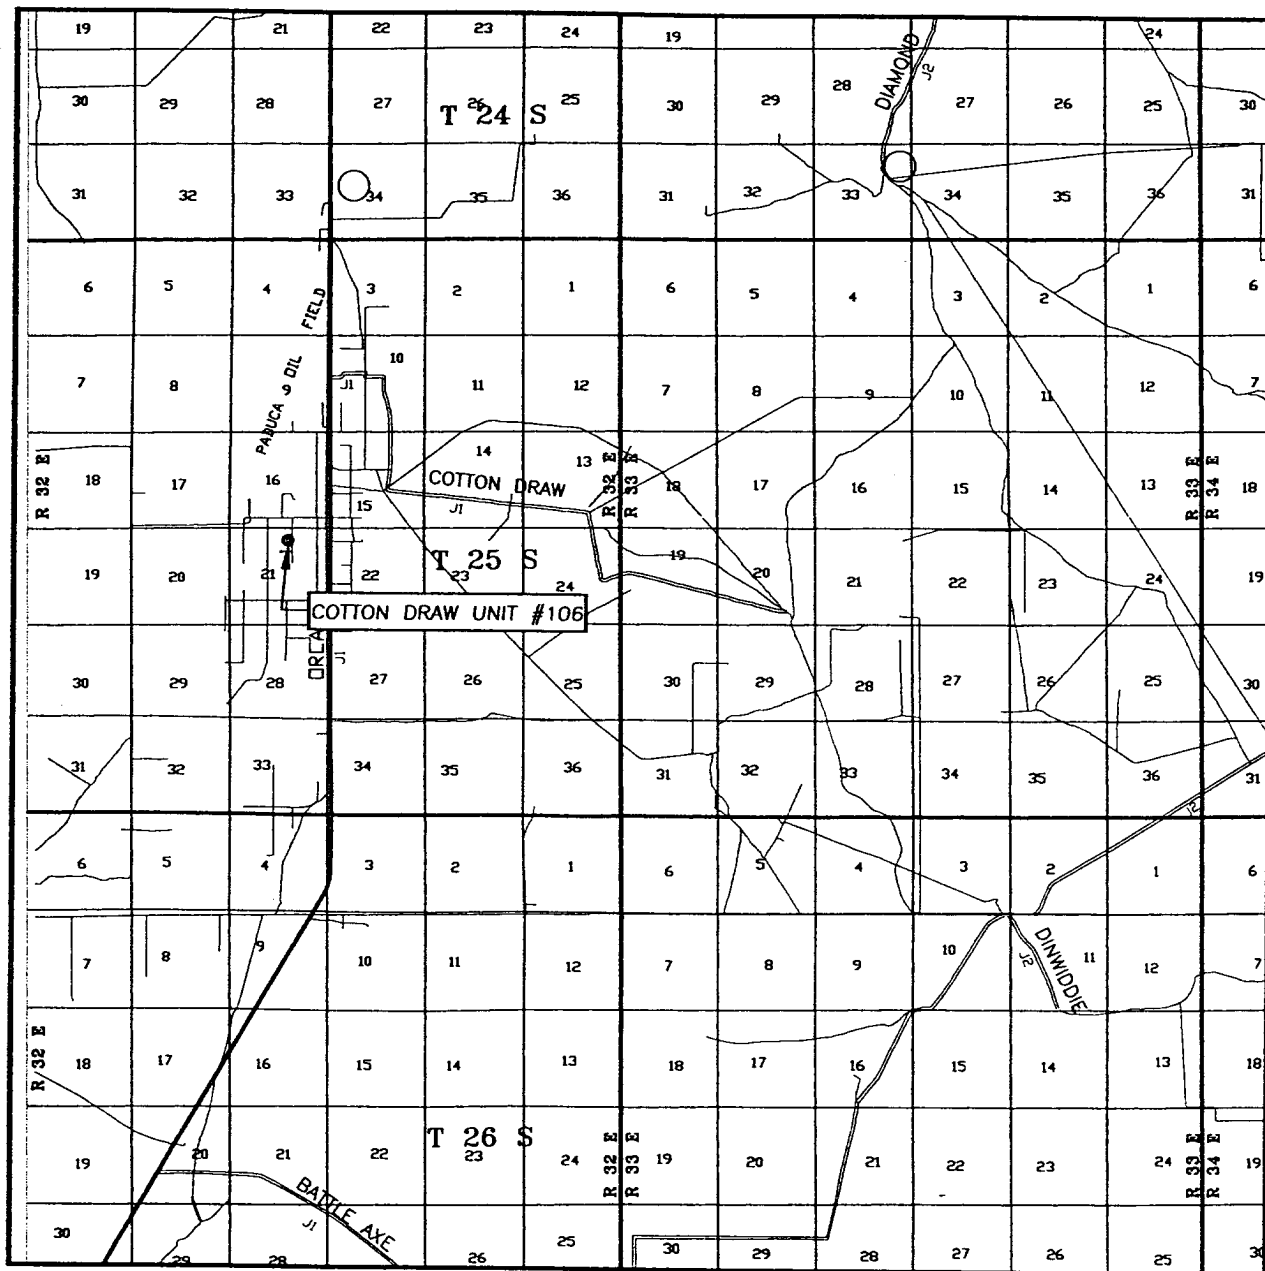 19 21 22 23 24 19 24
DIAMOND
J2
30 29 28 27 26 25 30 29 28 27 26 25 30
T 24 S
31 32 33 34 35 36 31 32 33 34 35 36 31
6 5 4 3 2 1 6 5 4 3 2 1 6
PADUCA OIL FIELD
7 8 9 J1 10 11 12 7 8 9 10 11 12 7
R 32 E
18 17 16 15 14 13 18 17 16 15 14 13 18
COTTON DRAW
J1
R 32 E
R 33 E
R 33 E
R 34 E
T 25 S
19 20 21 22 23 24 19 20 21 22 23 24 19
COTTON DRAW UNIT #106
ORLA
J1
30 29 28 27 26 25 30 29 28 27 26 25 30
31 32 33 34 35 36 31 32 33 34 35 36 31
J2
6 5 4 3 2 1 6 5 4 3 2 1 6
7 8 9 10 11 12 7 8 9 10 11 12 7
DINWIDDIE
J2
R 32 E
18 17 16 15 14 13 18 17 16 15 14 13 18
T 26 S
19 20 21 22 23 24 19 20 21 22 23 24 19
R 32 E
R 33 E
R 33 E
R 34 E
BATTLE AXE
J1
30 29 28 26 25 30 29 28 27 26 25 30